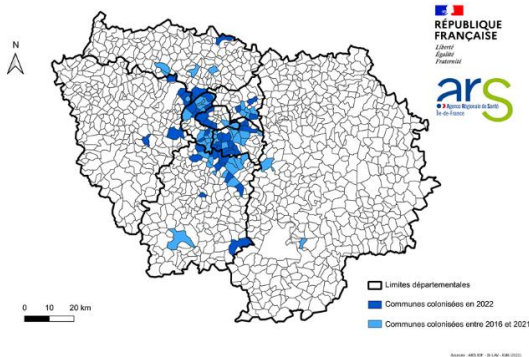 RÉPUBLIQUE
FRANÇAISE
Liberté
Égalité
Fraternité
ars
Agence Régionale de Santé
Île-de-France
N
Limites départementales
Communes colonisées en 2022
Communes colonisées entre 2016 et 2021
0 10 20 km